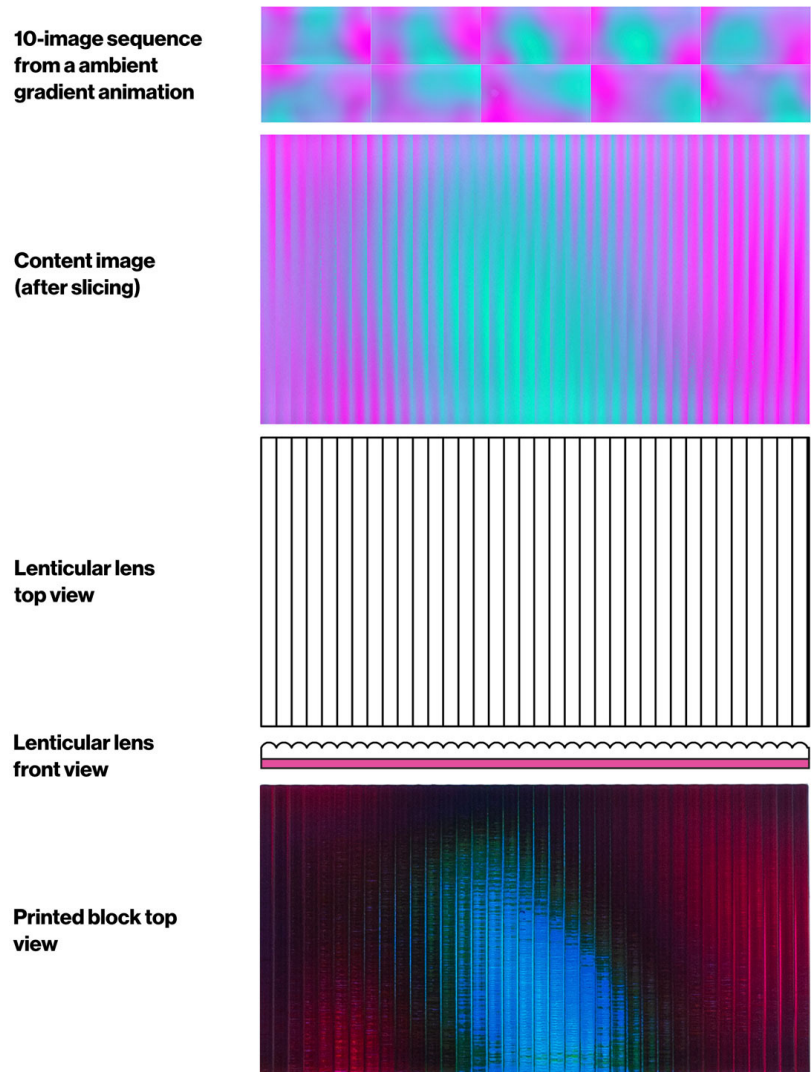 10-image sequence
from a ambient
gradient animation
Content image
(after slicing)
Lenticular lens
top view
Lenticular lens
front view
Printed block top
view